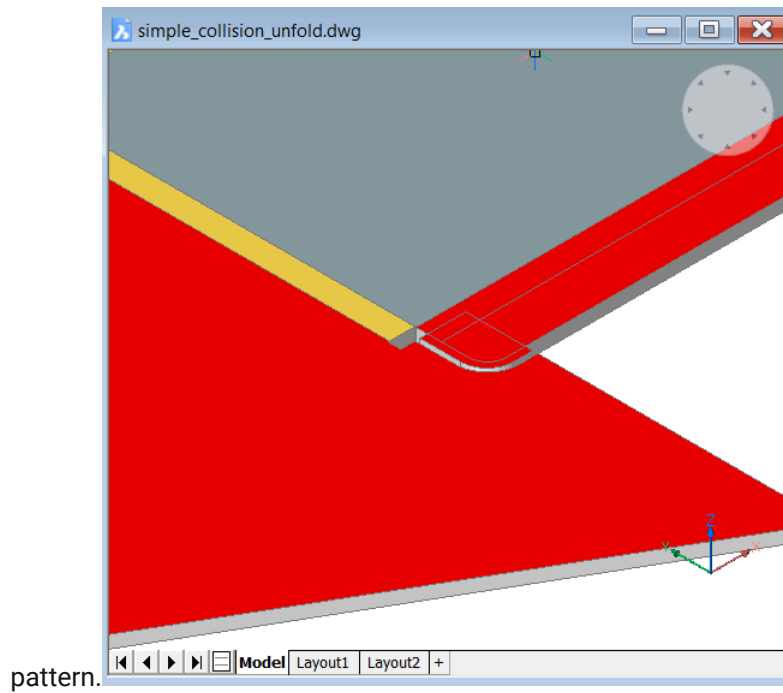 simple_collision_unfold.dwg
Z
Y
X
Model Layout1 Layout2 +
pattern.